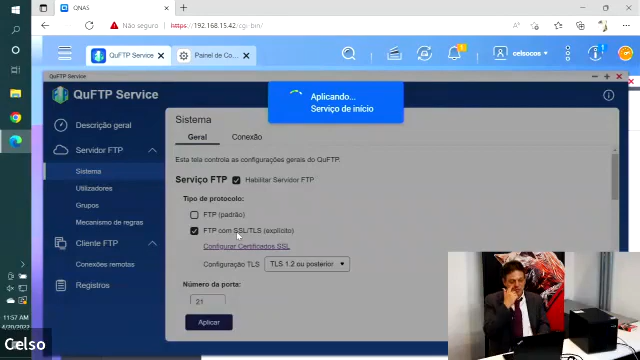 QNAS
Não seguro
https://192.168.15.42/cgi-bin/
QuFTP Service
Painel de Co...
celsocos
QuFTP Service
QuFTP Service
Aplicando...
Serviço de início
Descrição geral
Servidor FTP
Sistema
Utilizadores
Grupos
Mecanismo de regras
Cliente FTP
Conexões remotas
Registros
Sistema
Geral
Conexão
Esta tela controla as configurações gerais do QuFTP.
Serviço FTP
Habilitar Servidor FTP
Tipo de protocolo:
FTP (padrão)
FTP com SSL/TLS (explícito)
Configurar Certificados SSL
Configuração TLS
TLS 1.2 ou posterior
Número da porta:
21
Aplicar
11:57 AM
4/20/2022
Celso